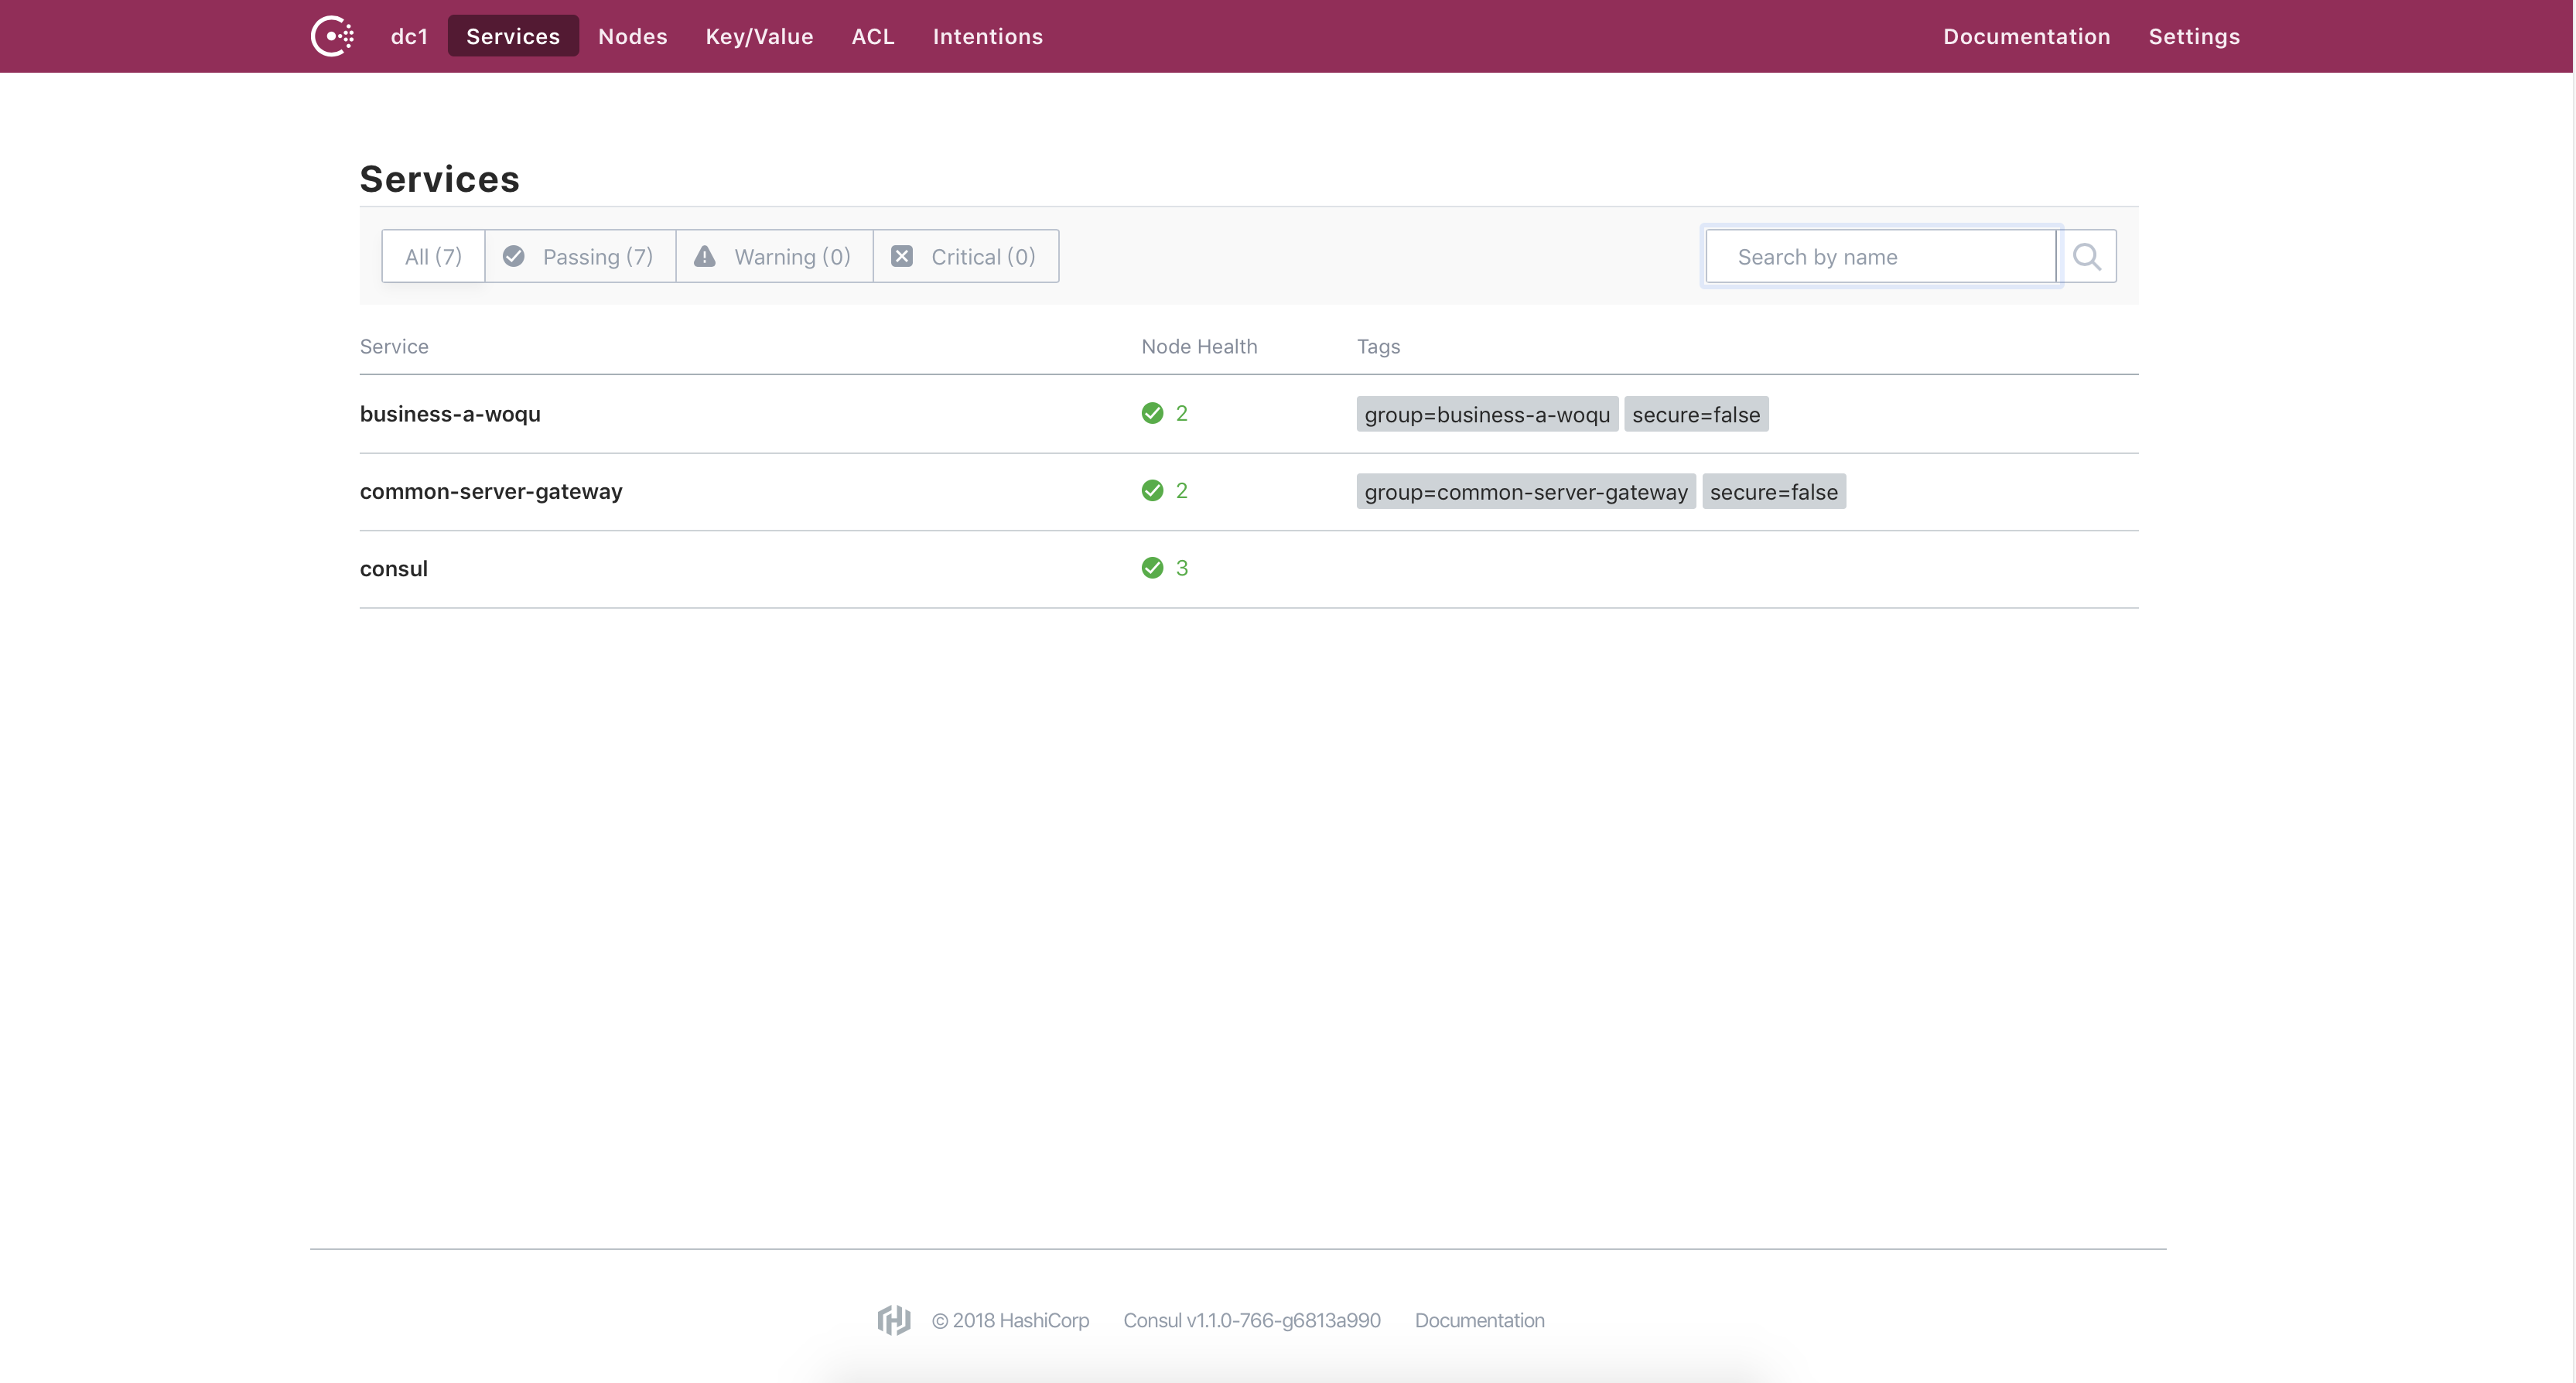 dc1 Services Nodes Key/Value ACL Intentions Documentation Settings
Services
All (7) Passing (7) Warning (0) Critical (0) Search by name
Service Node Health Tags
business-a-woqu 2 group=business-a-woqu secure=false
common-server-gateway 2 group=common-server-gateway secure=false
consul 3
© 2018 HashiCorp Consul v1.1.0-766-g6813a990 Documentation